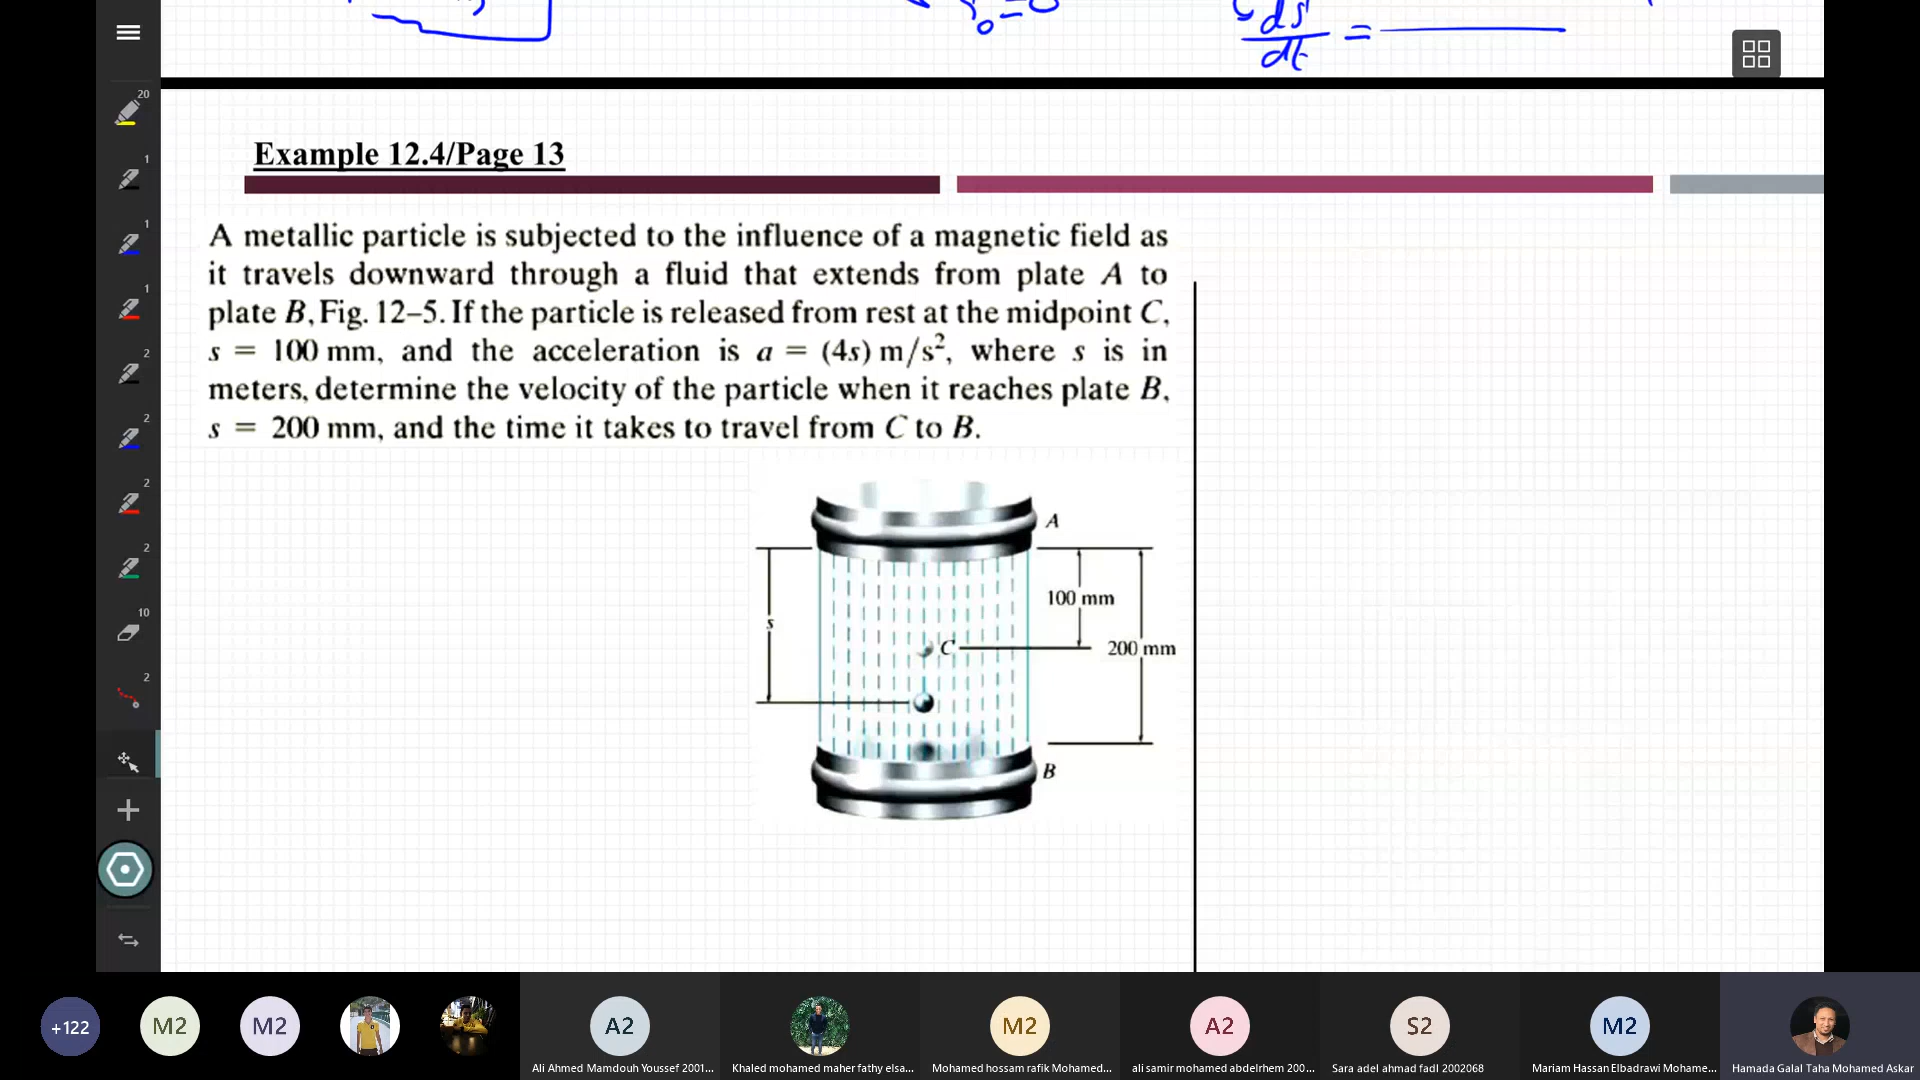 ds
dt
=
20
1
1
1
2
2
2
2
10
2
Example 12.4/Page 13
A metallic particle is subjected to the influence of a magnetic field as
it travels downward through a fluid that extends from plate A to
plate B, Fig. 12–5. If the particle is released from rest at the midpoint C,
s = 100 mm, and the acceleration is a = (4s) m/s², where s is in
meters, determine the velocity of the particle when it reaches plate B,
s = 200 mm, and the time it takes to travel from C to B.
A
100 mm
s
C
200 mm
B
+122
M2
M2
A2
M2
A2
S2
M2
Ali Ahmed Mamdouh Youssef 2001...
Khaled mohamed maher fathy elsa...
Mohamed hossam rafik Mohamed...
ali samir mohamed abdelrhem 200...
Sara adel ahmad fadl 2002068
Mariam Hassan Elbadrawi Mohame...
Hamada Galal Taha Mohamed Askar